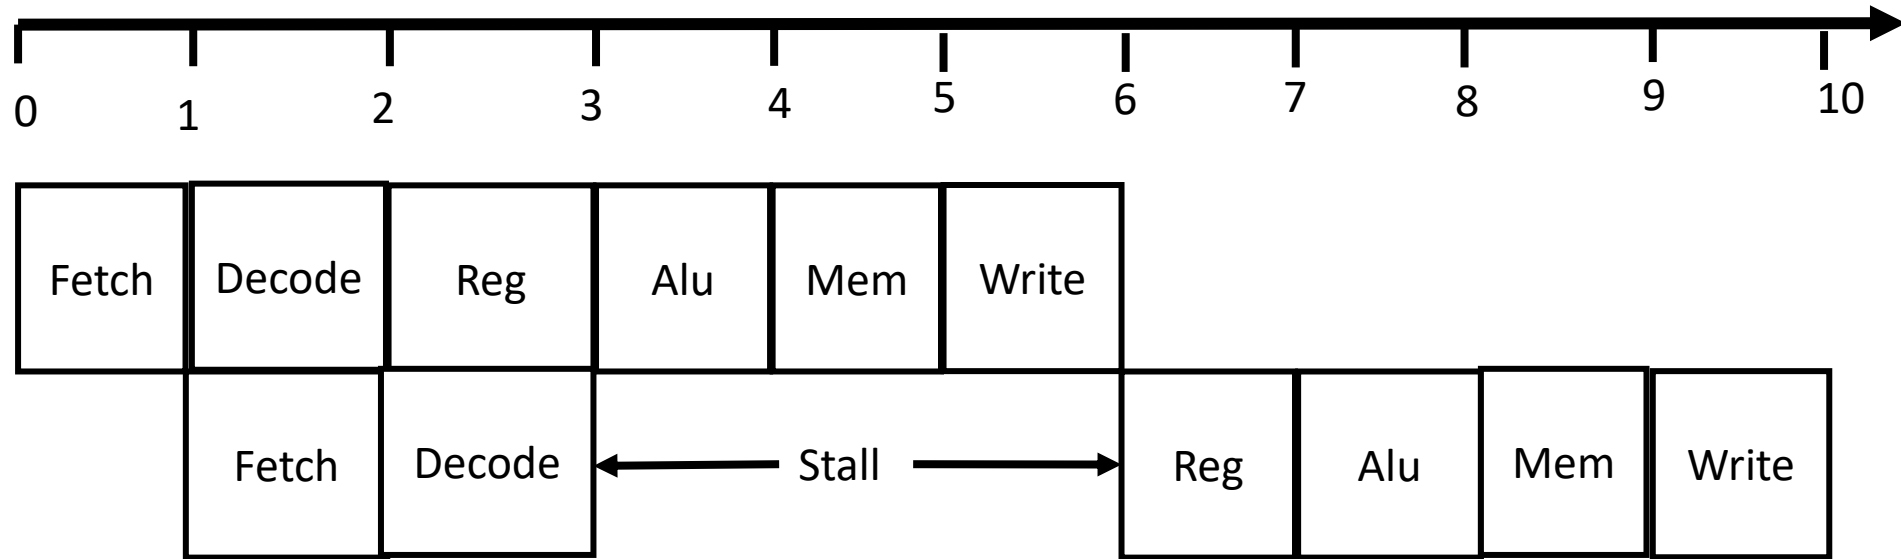 0 1 2 3 4 5 6 7 8 9 10
Fetch Decode Reg Alu Mem Write
Fetch Decode Stall Reg Alu Mem Write